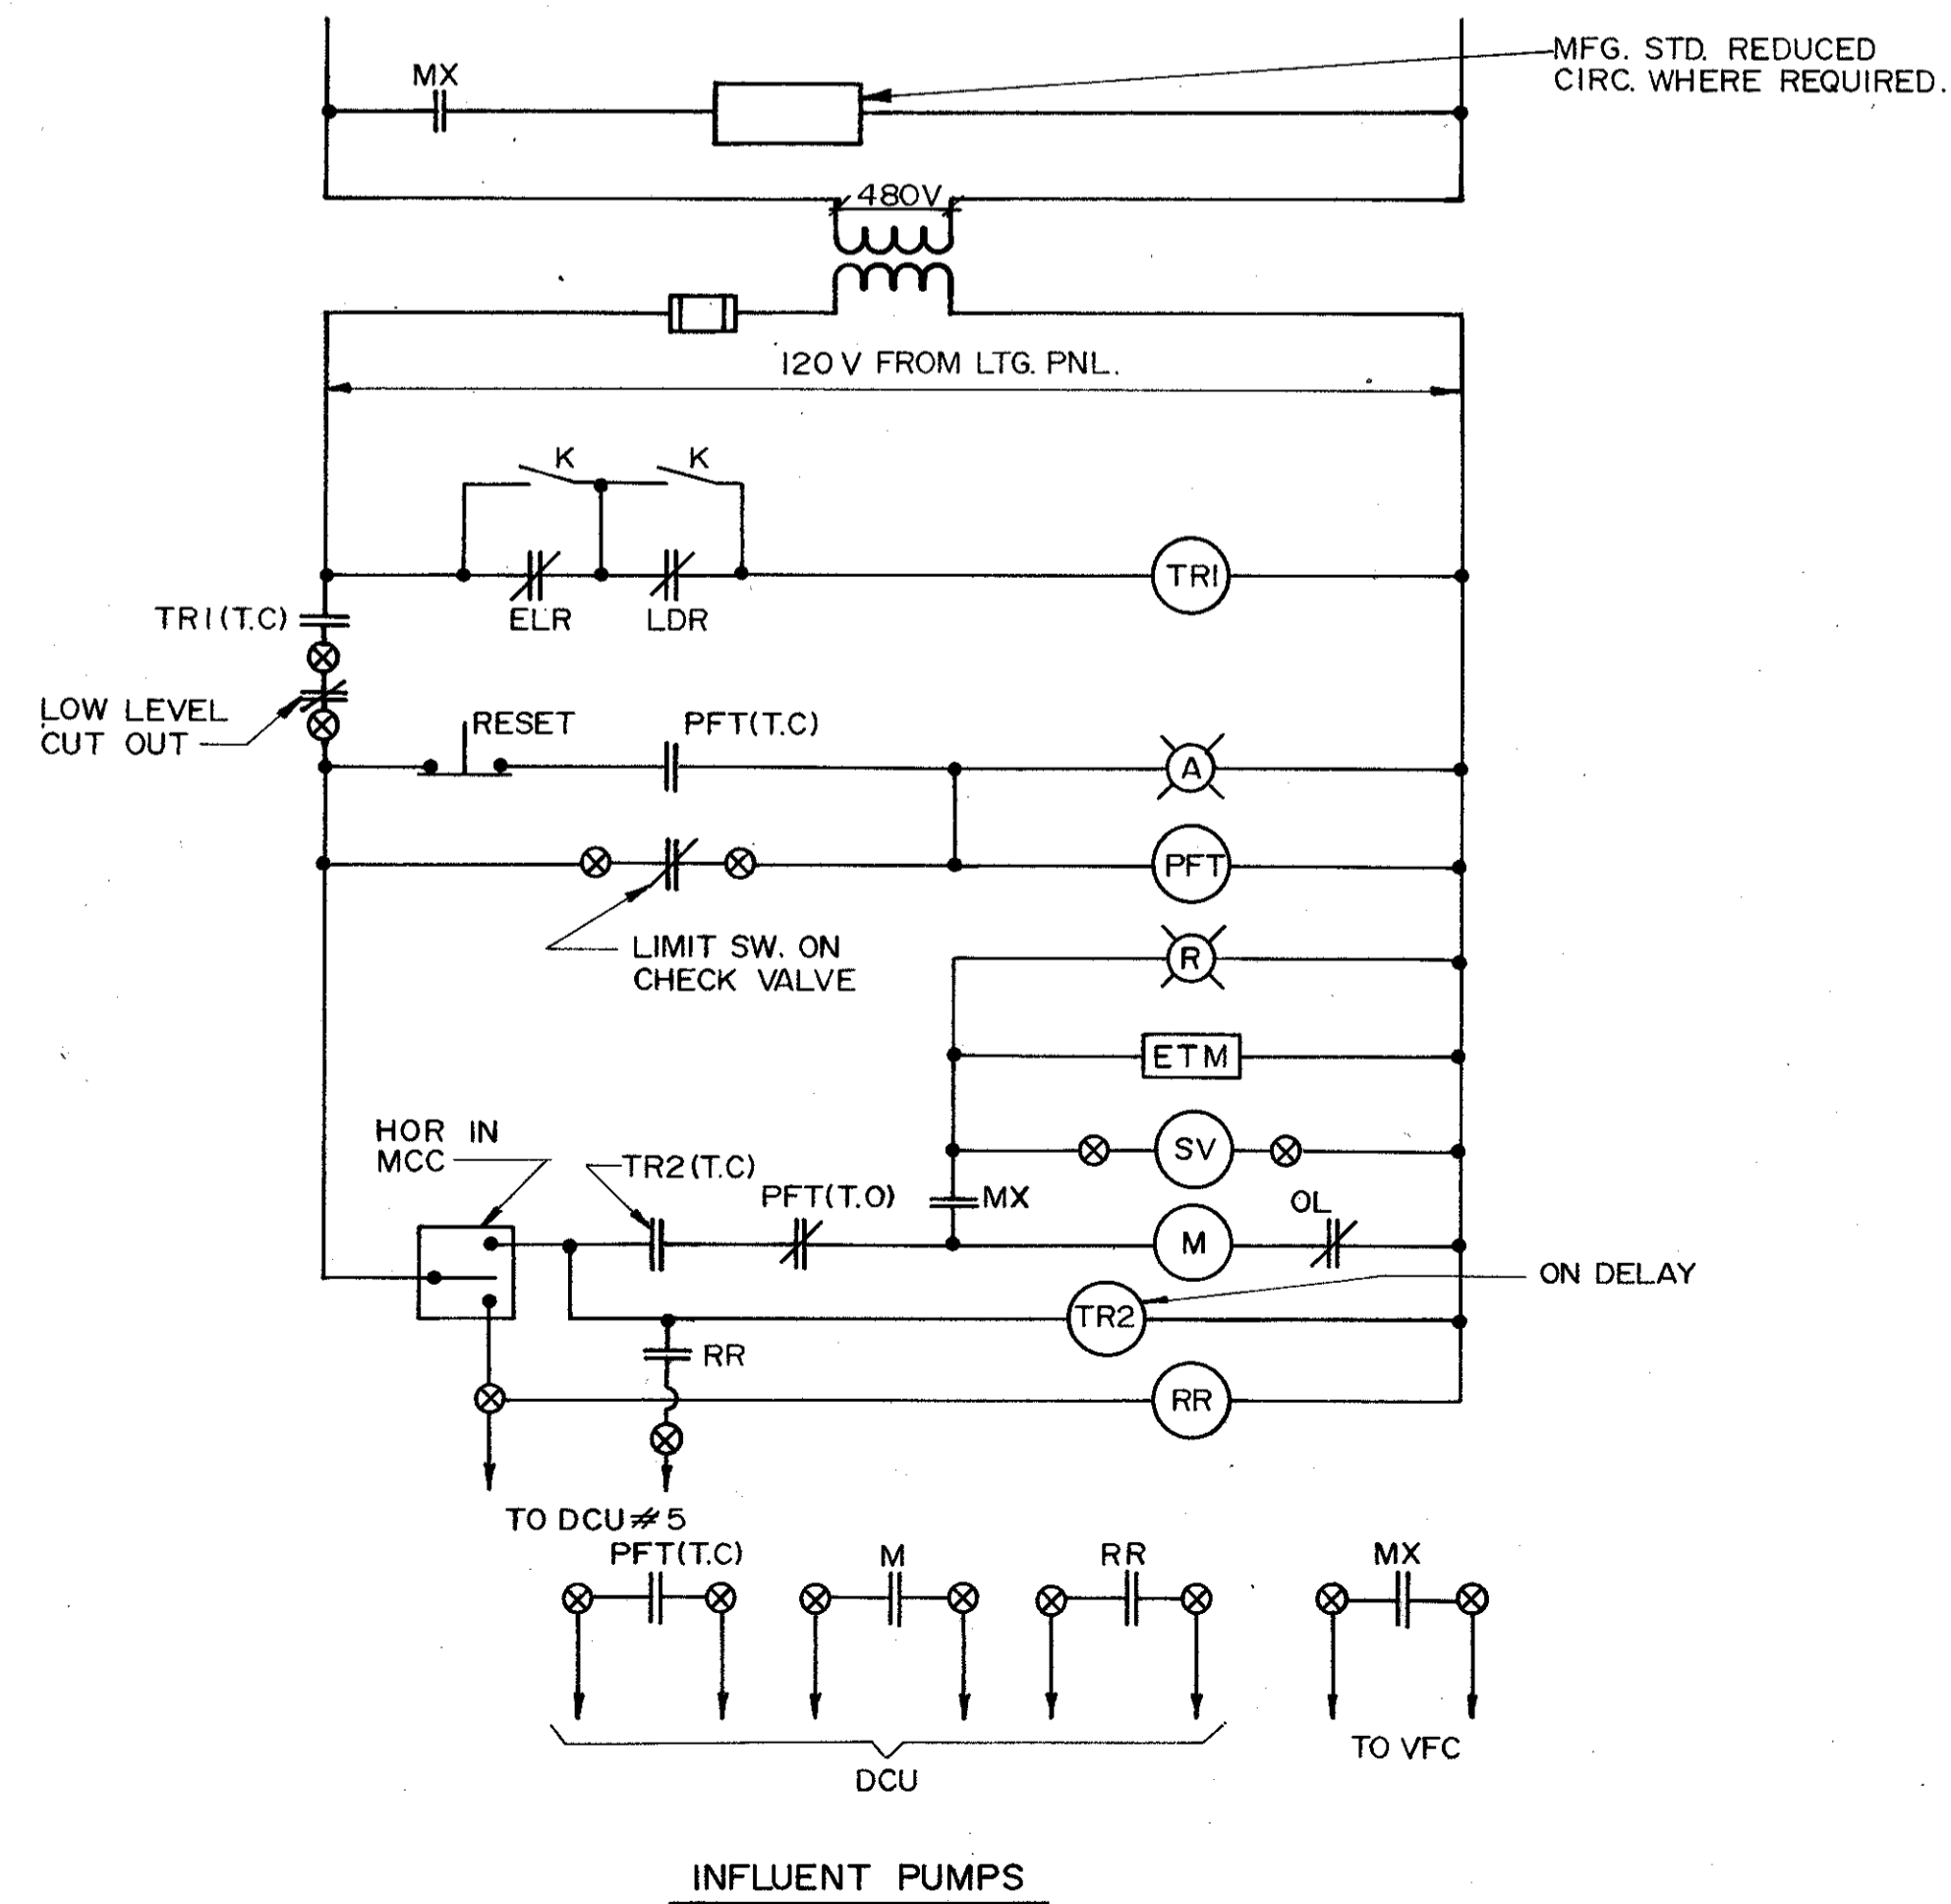 MFG. STD. REDUCED
CIRC. WHERE REQUIRED.
MX
480V
120 V FROM LTG. PNL.
K
K
TR1
TR1(T.C)
ELR
LDR
LOW LEVEL
CUT OUT
RESET
PFT(T.C)
A
PFT
LIMIT SW. ON
CHECK VALVE
R
ETM
HOR IN
MCC
TR2(T.C)
SV
PFT(T.O)
MX
OL
M
ON DELAY
TR2
RR
RR
TO DCU#5
PFT(T.C)
M
RR
MX
TO VFC
DCU
INFLUENT PUMPS